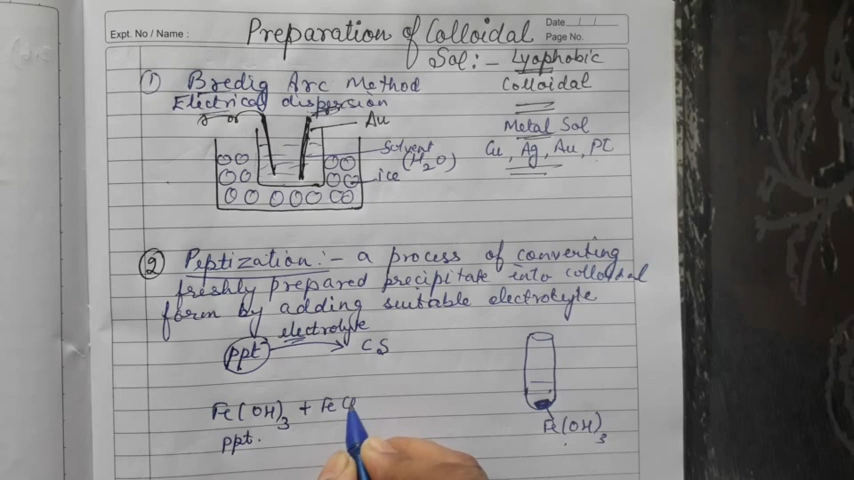 Expt. No / Name :
Preparation of Colloidal
Date / /
Page No.
Sol:- Lyophobic
① Bredig Arc Method
Colloidal
Electrical dispersion
Au
Metal Sol
Solvent
Cu, Ag, Au, Pt
(H2O)
ice
② Peptization:- a process of converting
freshly prepared precipitate into colloidal
form by adding suitable electrolyte
electrolyte
ppt → CS
Fe(OH)3 + FeCl
ppt.
Fe(OH)3